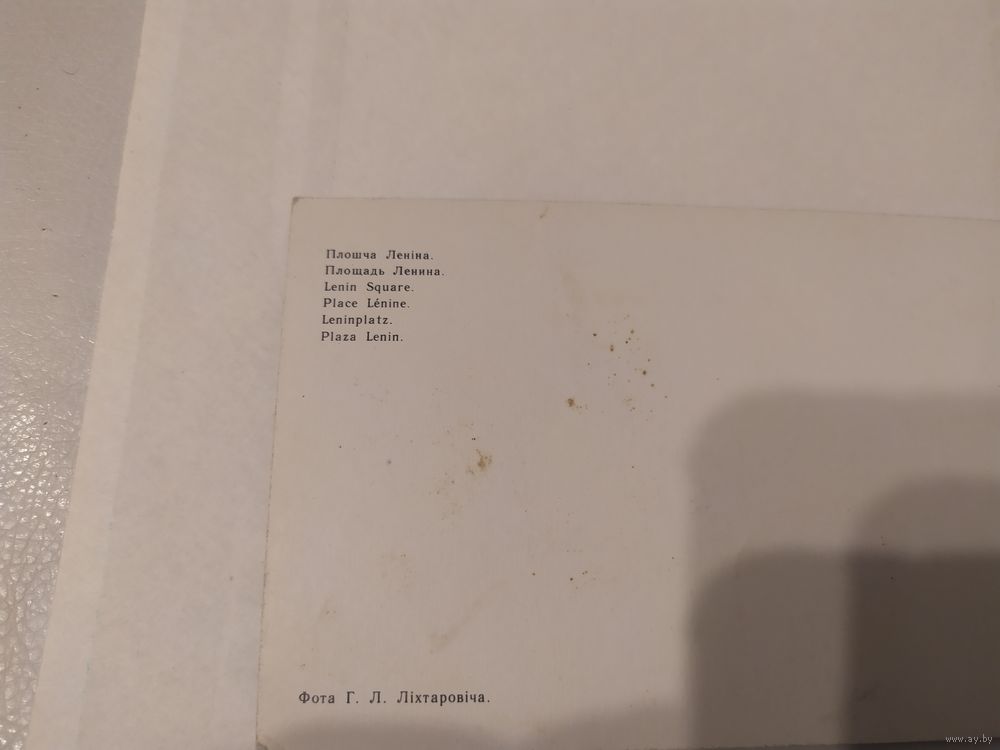 Плошча Леніна.
Площадь Ленина.
Lenin Square.
Place Lénine.
Leninplatz.
Plaza Lenin.
Фота Г. Л. Ліхтаровіча.
www.ay.by